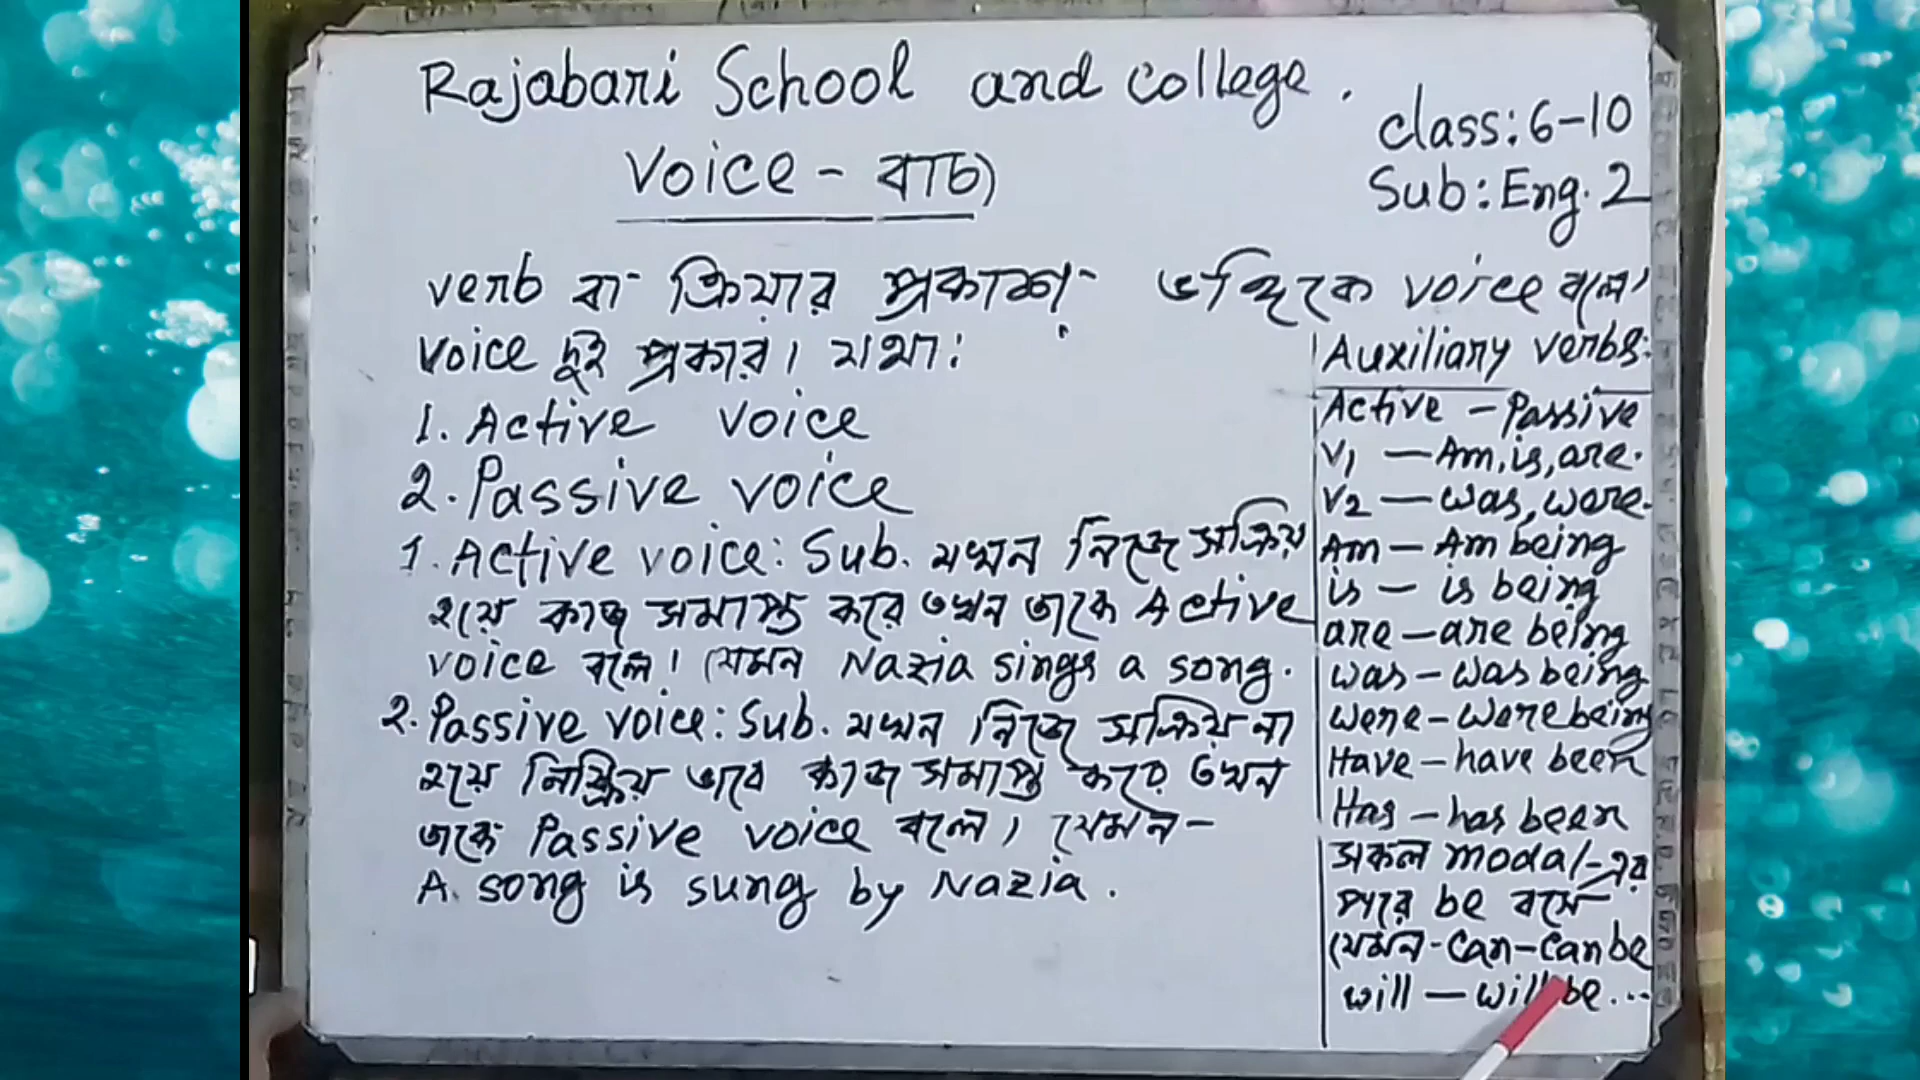 Rajabari School and college.
class: 6-10
Sub: Eng. 2
Voice - বাচ্য
verb বা ক্রিয়ার প্রকাশ ভঙ্গিকে voice বলে।
Voice দুই প্রকার। যথা:
1. Active voice
2. Passive voice
1. Active voice: Sub. যখন নিজে সক্রিয়
হয়ে কাজ সমাপ্ত করে তখন তাকে Active
voice বলে। যেমন Nazia sings a song.
2. Passive voice: Sub. যখন নিজে সক্রিয় না
হয়ে নিষ্ক্রিয় ভাবে কাজ সমাপ্ত করে তখন
তাকে Passive voice বলে। যেমন-
A song is sung by Nazia.
Auxiliary verbs:
Active - Passive
V1 - Am, is, are.
V2 - was, were.
Am - Am being
is - is being
are - are being
was - was being
were - were being
Have - have been
Has - has been
সকল modal-এর
পরে be বসে
যেমন- can - can be
will - will be ...